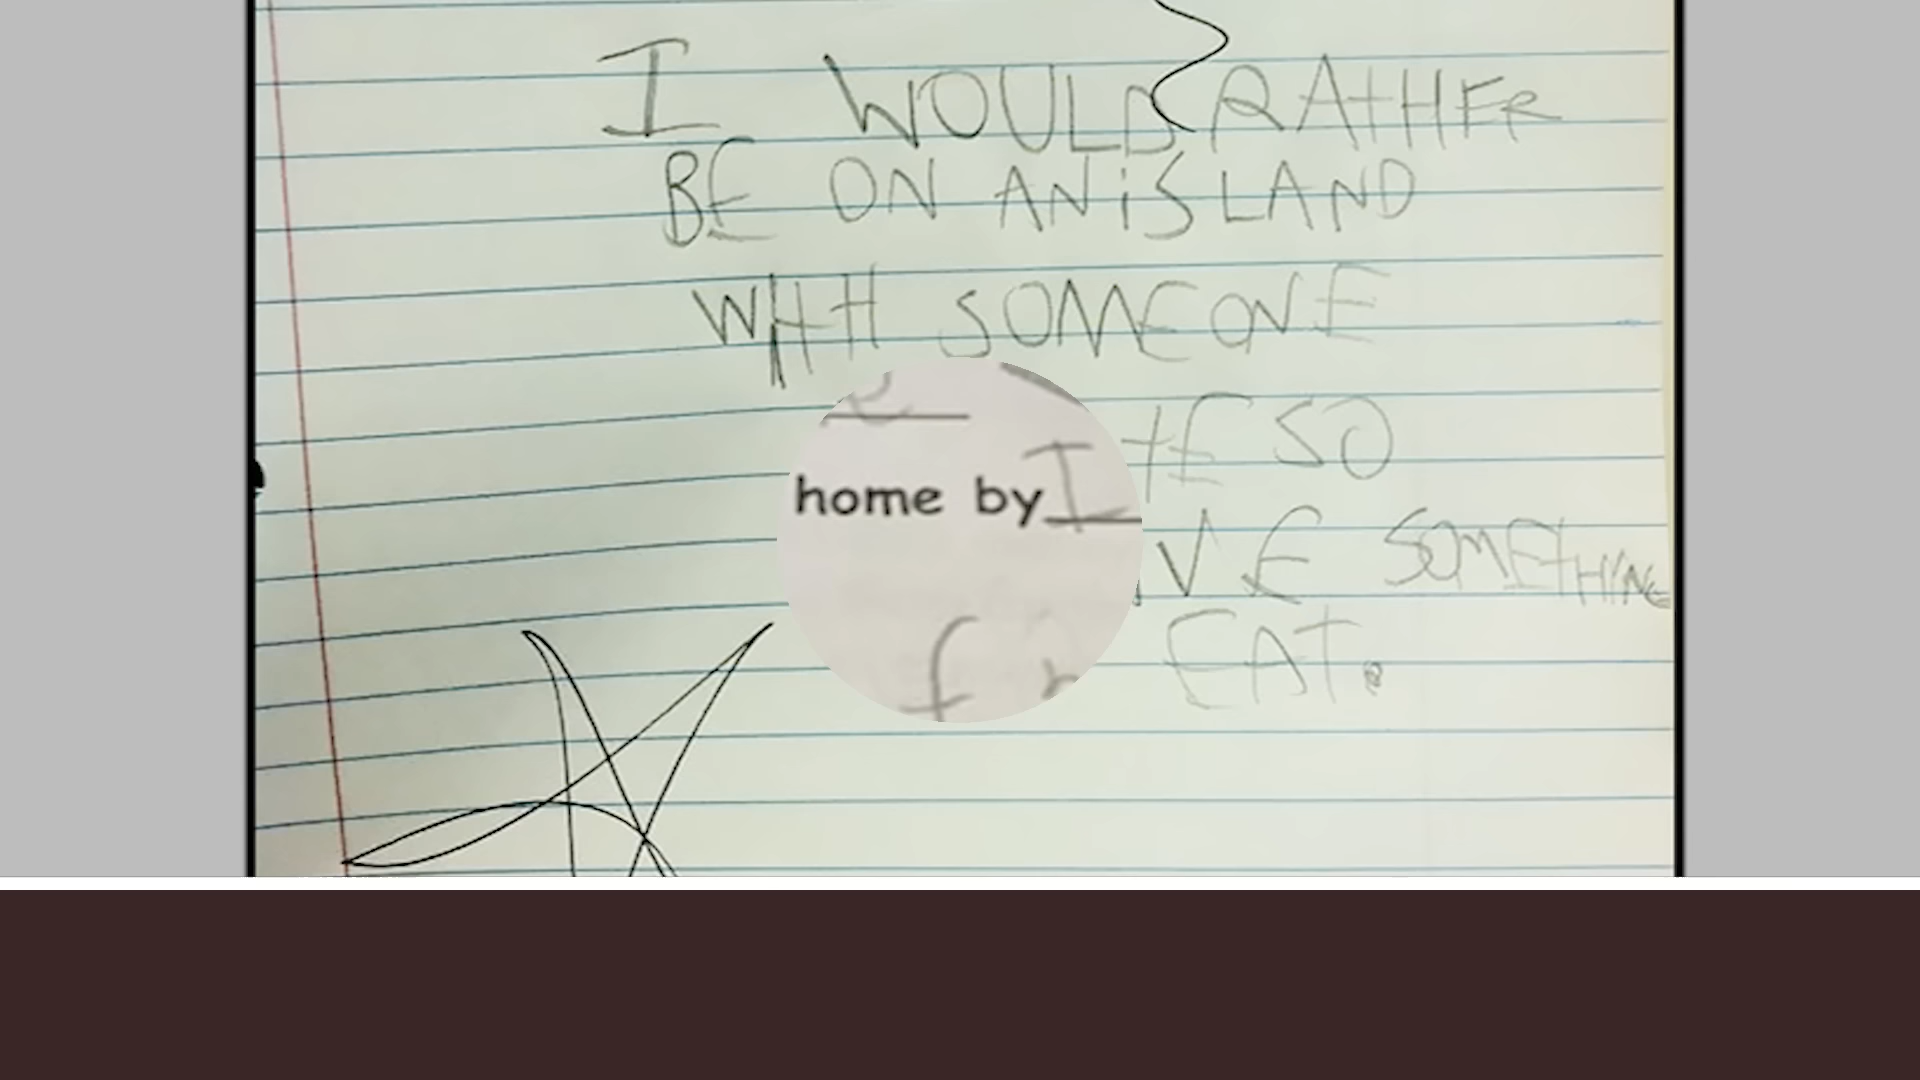 I WOULD RATHER
BE ON AN iSLAND
WITH SOMEONE
SO
home by I
SOMETHING
EAT.